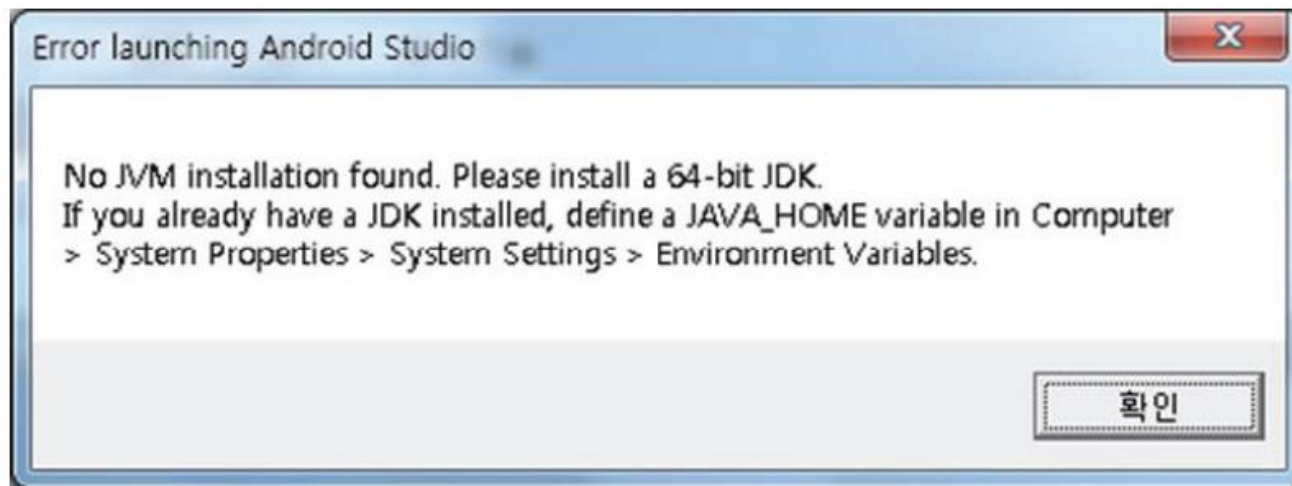 Error launching Android Studio
No JVM installation found. Please install a 64-bit JDK.
If you already have a JDK installed, define a JAVA_HOME variable in Computer
> System Properties > System Settings > Environment Variables.
확인